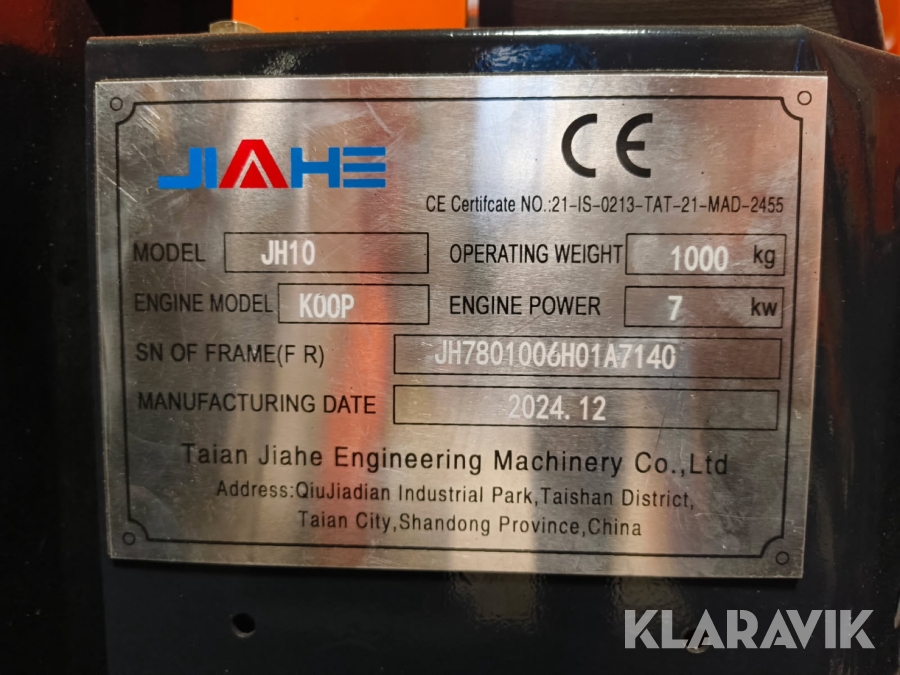 JIAHE
CE
CE Certifcate NO.:21-IS-0213-TAT-21-MAD-2455
MODEL JH10 OPERATING WEIGHT 1000 kg
ENGINE MODEL KOOP ENGINE POWER 7 kw
SN OF FRAME(F R) JH7801006H01A7140
MANUFACTURING DATE 2024.12
Taian Jiahe Engineering Machinery Co.,Ltd
Address:QiuJiadian Industrial Park,Taishan District,
Taian City,Shandong Province,China
KLARAVIK